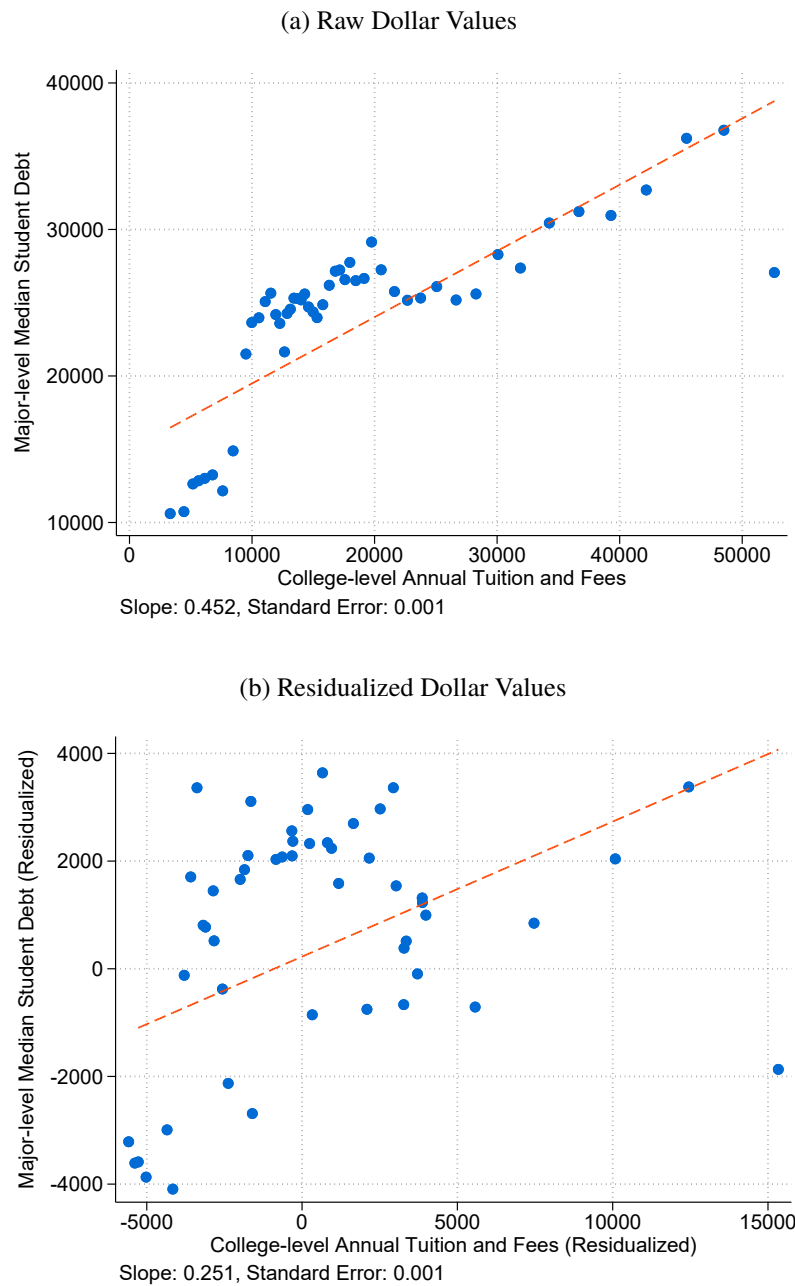 (a) Raw Dollar Values
40000
30000
20000
10000
Major-level Median Student Debt
0 10000 20000 30000 40000 50000
College-level Annual Tuition and Fees
Slope: 0.452, Standard Error: 0.001
(b) Residualized Dollar Values
4000
2000
0
-2000
-4000
Major-level Median Student Debt (Residualized)
-5000 0 5000 10000 15000
College-level Annual Tuition and Fees (Residualized)
Slope: 0.251, Standard Error: 0.001